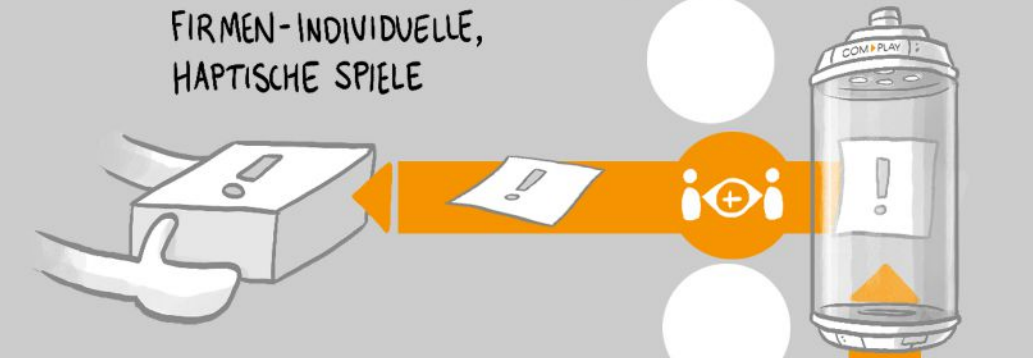 FIRMEN-INDIVIDUELLE,
HAPTISCHE SPIELE
COM▶PLAY
!
!
!